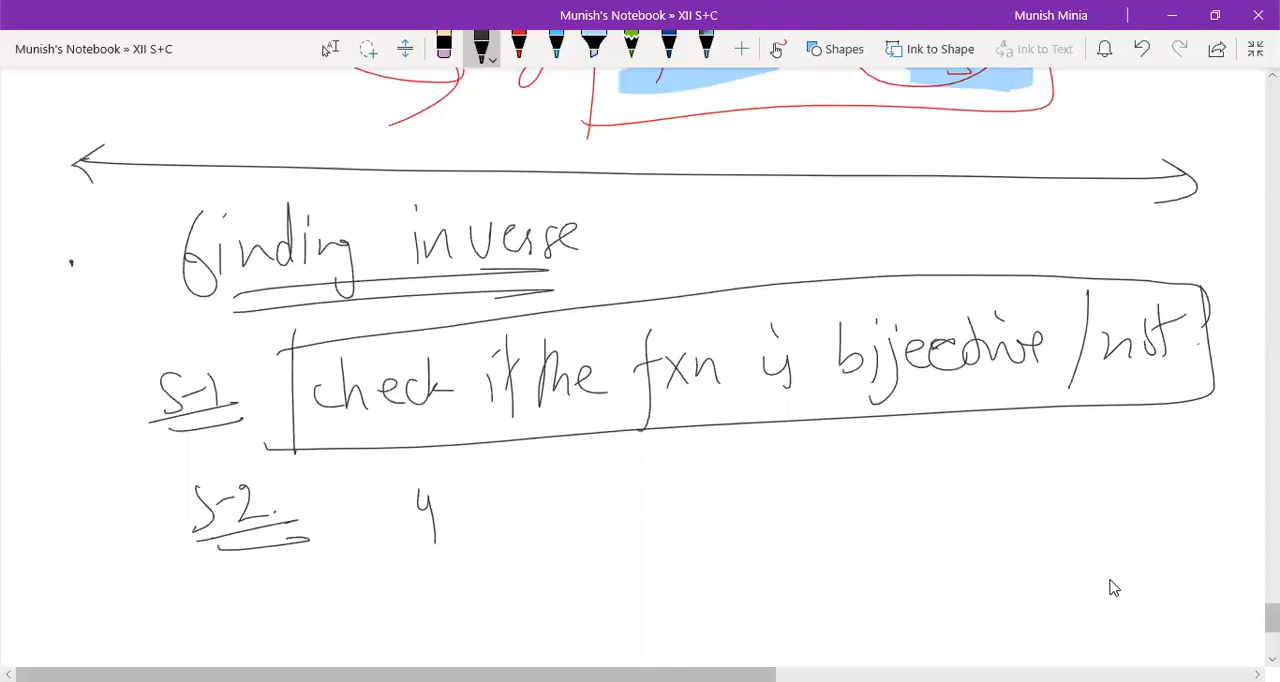 Munish's Notebook » XII S+C
Munish Minia
Munish's Notebook » XII S+C
Shapes
Ink to Shape
Ink to Text
finding inverse
S-1 check if the fxn is bijective / not
S-2. y